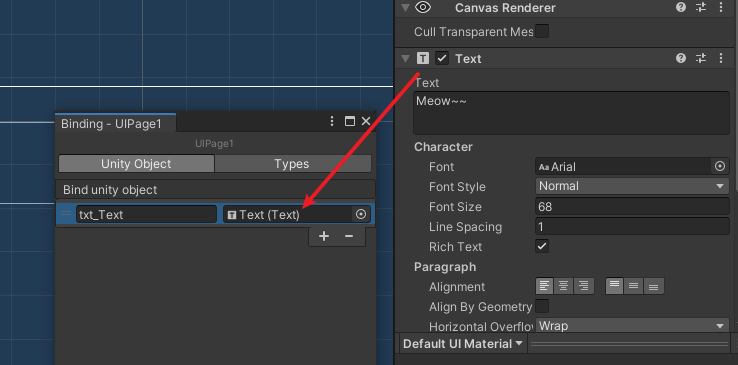 Canvas Renderer
Cull Transparent Mes
Text
Text
Meow~~
Character
Font
Aa Arial
Font Style
Normal
Font Size
68
Line Spacing
1
Rich Text
Paragraph
Alignment
Align By Geometry
Horizontal Overflow
Wrap
Default UI Material
Binding - UIPage1
UIPage1
Unity Object
Types
Bind unity object
txt_Text
T Text (Text)